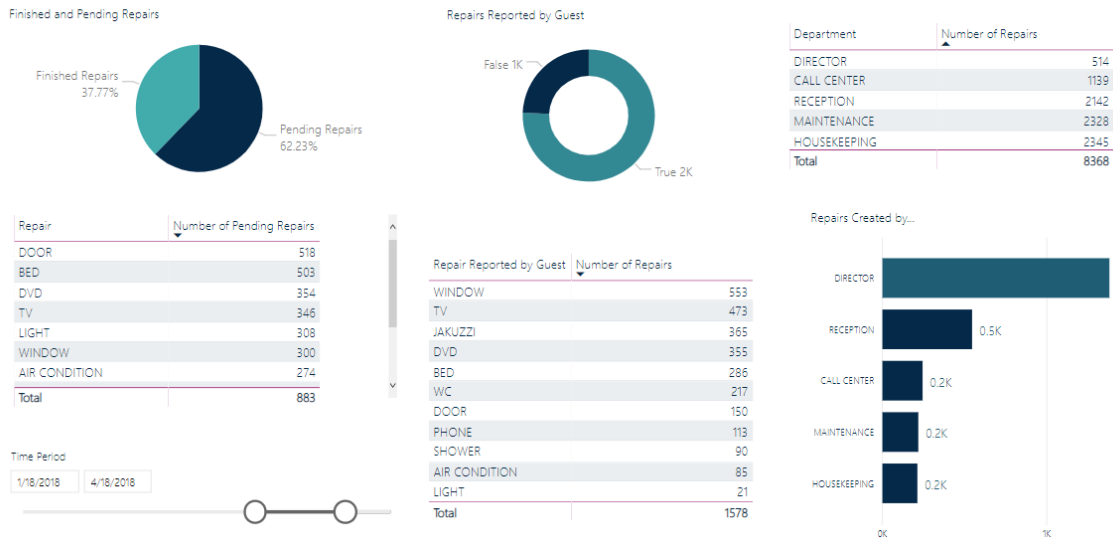 Finished and Pending Repairs
Finished Repairs
37.77%
Pending Repairs
62.23%
Repairs Reported by Guest
False 1K
True 2K
Department Number of Repairs
DIRECTOR 514
CALL CENTER 1139
RECEPTION 2142
MAINTENANCE 2328
HOUSEKEEPING 2345
Total 8368
Repair Number of Pending Repairs
DOOR 518
BED 503
DVD 354
TV 346
LIGHT 308
WINDOW 300
AIR CONDITION 274
Total 883
Time Period
1/18/2018 4/18/2018
Repair Reported by Guest Number of Repairs
WINDOW 553
TV 473
JAKUZZI 365
DVD 355
BED 286
WC 217
DOOR 150
PHONE 113
SHOWER 90
AIR CONDITION 85
LIGHT 21
Total 1578
Repairs Created by...
DIRECTOR
RECEPTION 0.5K
CALL CENTER 0.2K
MAINTENANCE 0.2K
HOUSEKEEPING 0.2K
0K 1K